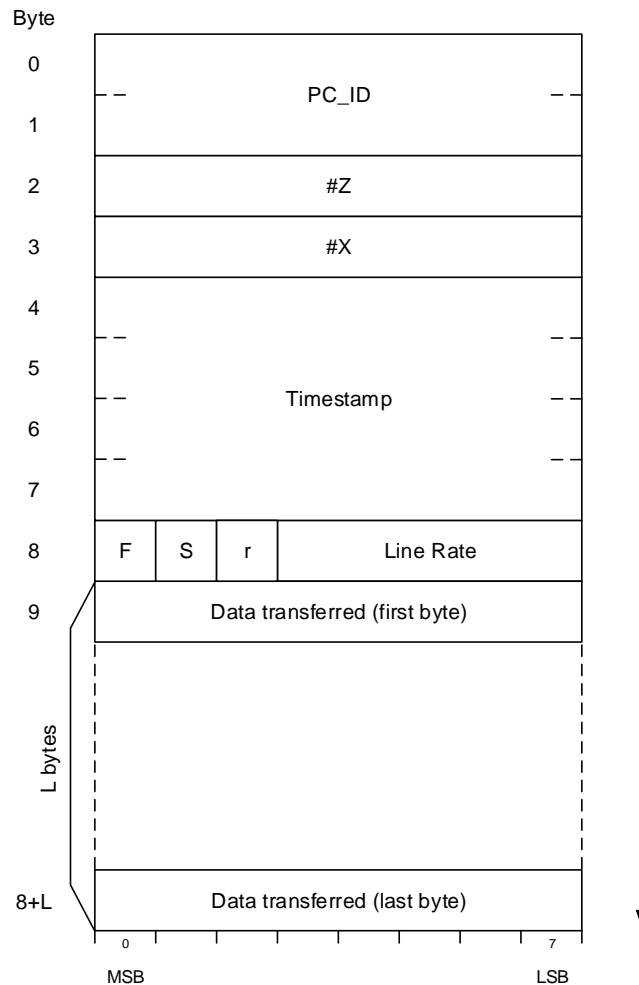 Byte
0
PC_ID
1
2 #Z
3 #X
4
5
Timestamp
6
7
8 F S r Line Rate
9 Data transferred (first byte)
L bytes
8+L Data transferred (last byte)
0 7
MSB LSB